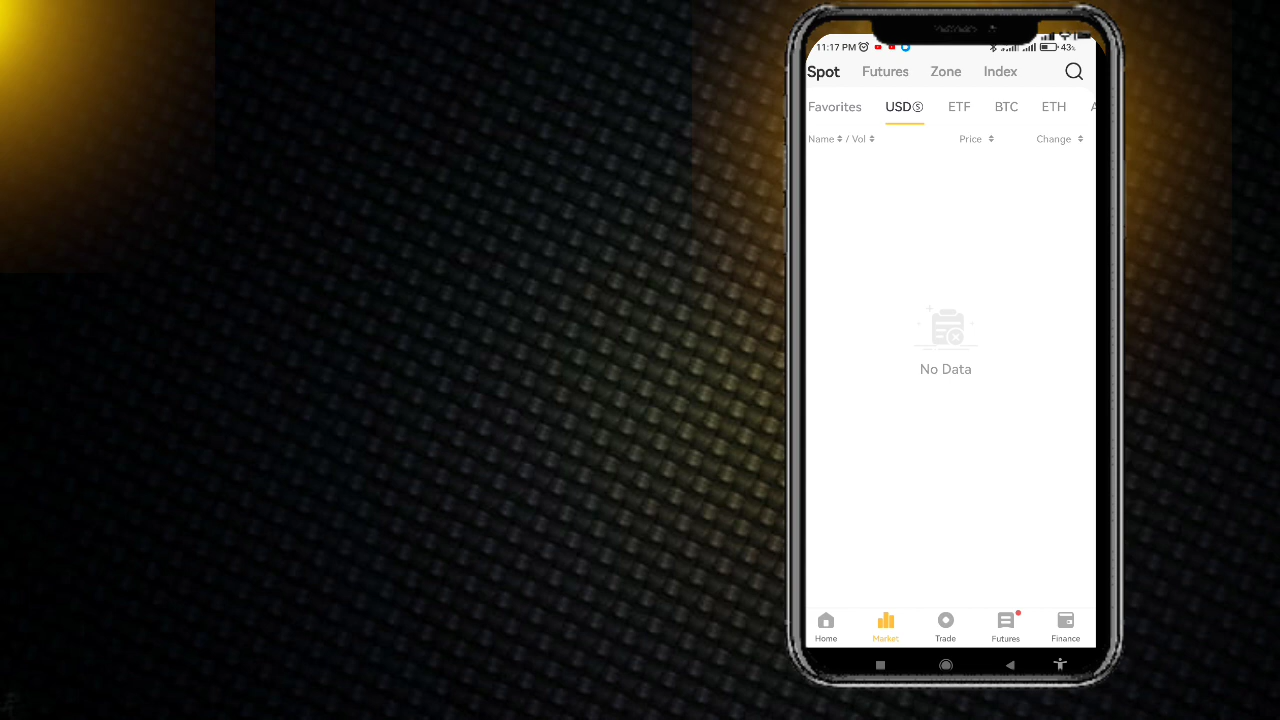 11:17 PM 43%
Spot Futures Zone Index
Favorites USDⓈ ETF BTC ETH
Name / Vol Price Change
No Data
Home Market Trade Futures Finance